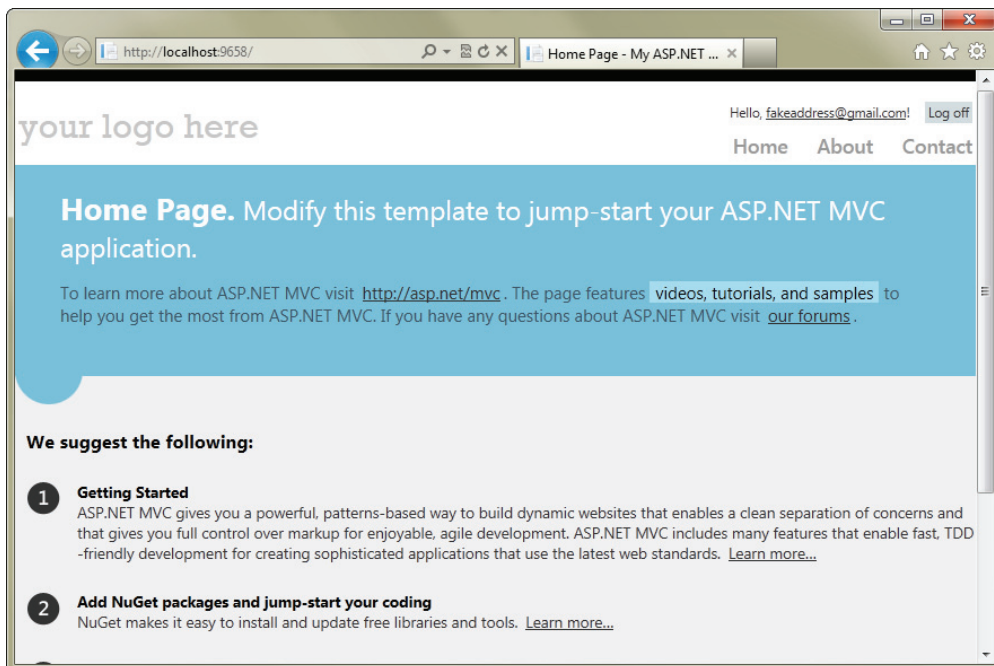 http://localhost:9658/
Home Page - My ASP.NET ...
your logo here
Hello, fakeaddress@gmail.com! Log off
Home About Contact
Home Page. Modify this template to jump-start your ASP.NET MVC
application.
To learn more about ASP.NET MVC visit http://asp.net/mvc . The page features videos, tutorials, and samples to
help you get the most from ASP.NET MVC. If you have any questions about ASP.NET MVC visit our forums .
We suggest the following:
1 Getting Started
ASP.NET MVC gives you a powerful, patterns-based way to build dynamic websites that enables a clean separation of concerns and
that gives you full control over markup for enjoyable, agile development. ASP.NET MVC includes many features that enable fast, TDD
-friendly development for creating sophisticated applications that use the latest web standards. Learn more...
2 Add NuGet packages and jump-start your coding
NuGet makes it easy to install and update free libraries and tools. Learn more...